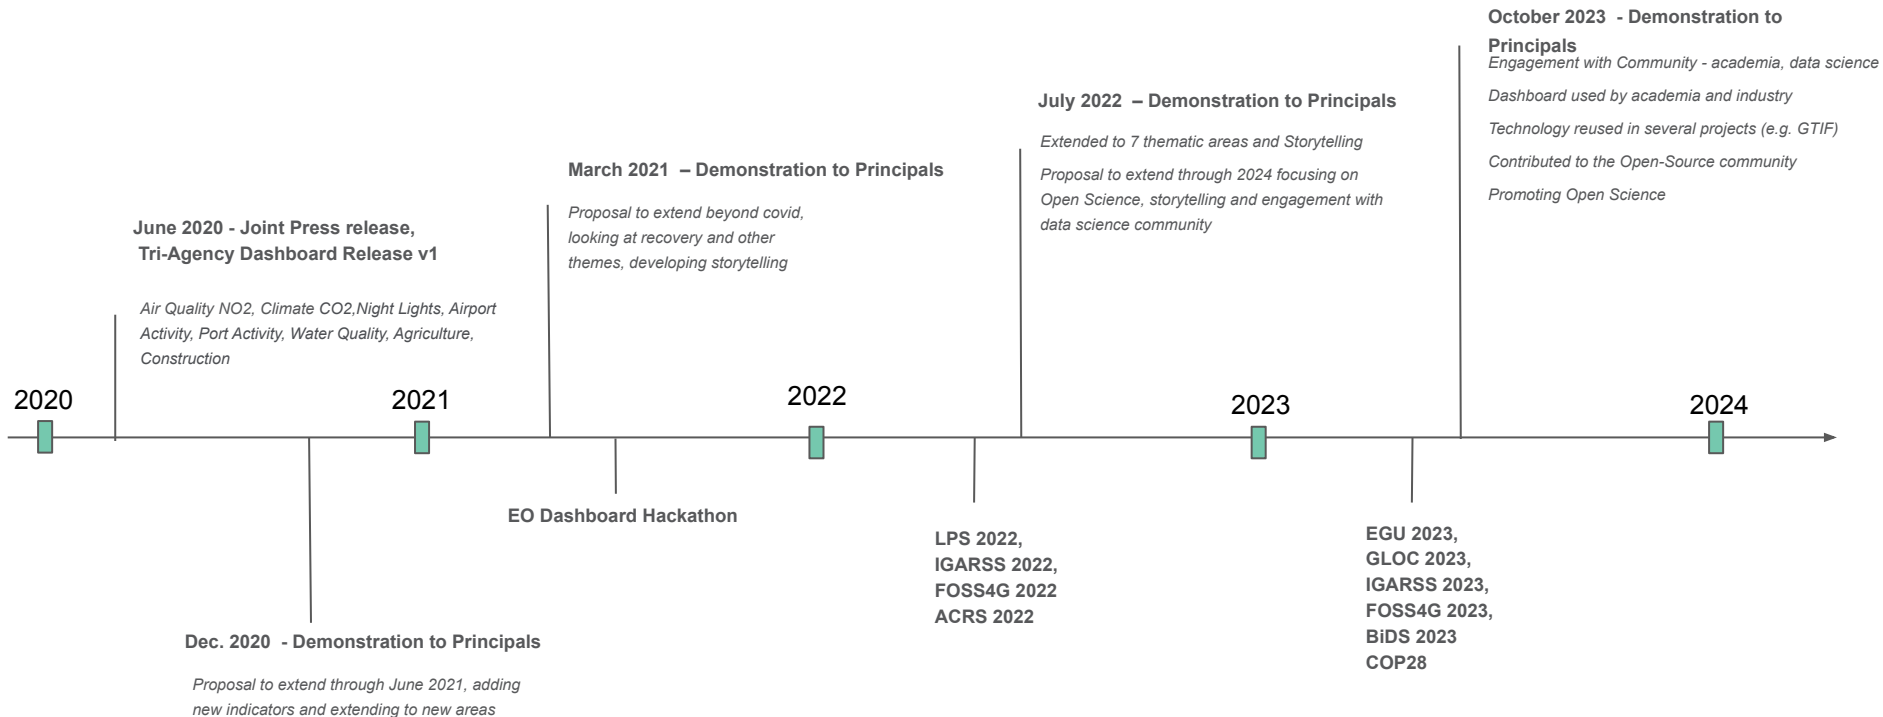 October 2023  - Demonstration to
Principals
Engagement with Community - academia, data science
Dashboard used by academia and industry
Technology reused in several projects (e.g. GTIF)
Contributed to the Open-Source community
Promoting Open Science
July 2022  – Demonstration to Principals
Extended to 7 thematic areas and Storytelling
Proposal to extend through 2024 focusing on
Open Science, storytelling and engagement with
data science community
March 2021  – Demonstration to Principals
Proposal to extend beyond covid,
looking at recovery and other
themes, developing storytelling
June 2020 - Joint Press release,
Tri-Agency Dashboard Release v1
Air Quality NO2, Climate CO2,Night Lights, Airport
Activity, Port Activity, Water Quality, Agriculture,
Construction
2020
2021
2022
2023
2024
EO Dashboard Hackathon
LPS 2022,
IGARSS 2022,
FOSS4G 2022
ACRS 2022
EGU 2023,
GLOC 2023,
IGARSS 2023,
FOSS4G 2023,
BiDS 2023
COP28
Dec. 2020  - Demonstration to Principals
Proposal to extend through June 2021, adding
new indicators and extending to new areas